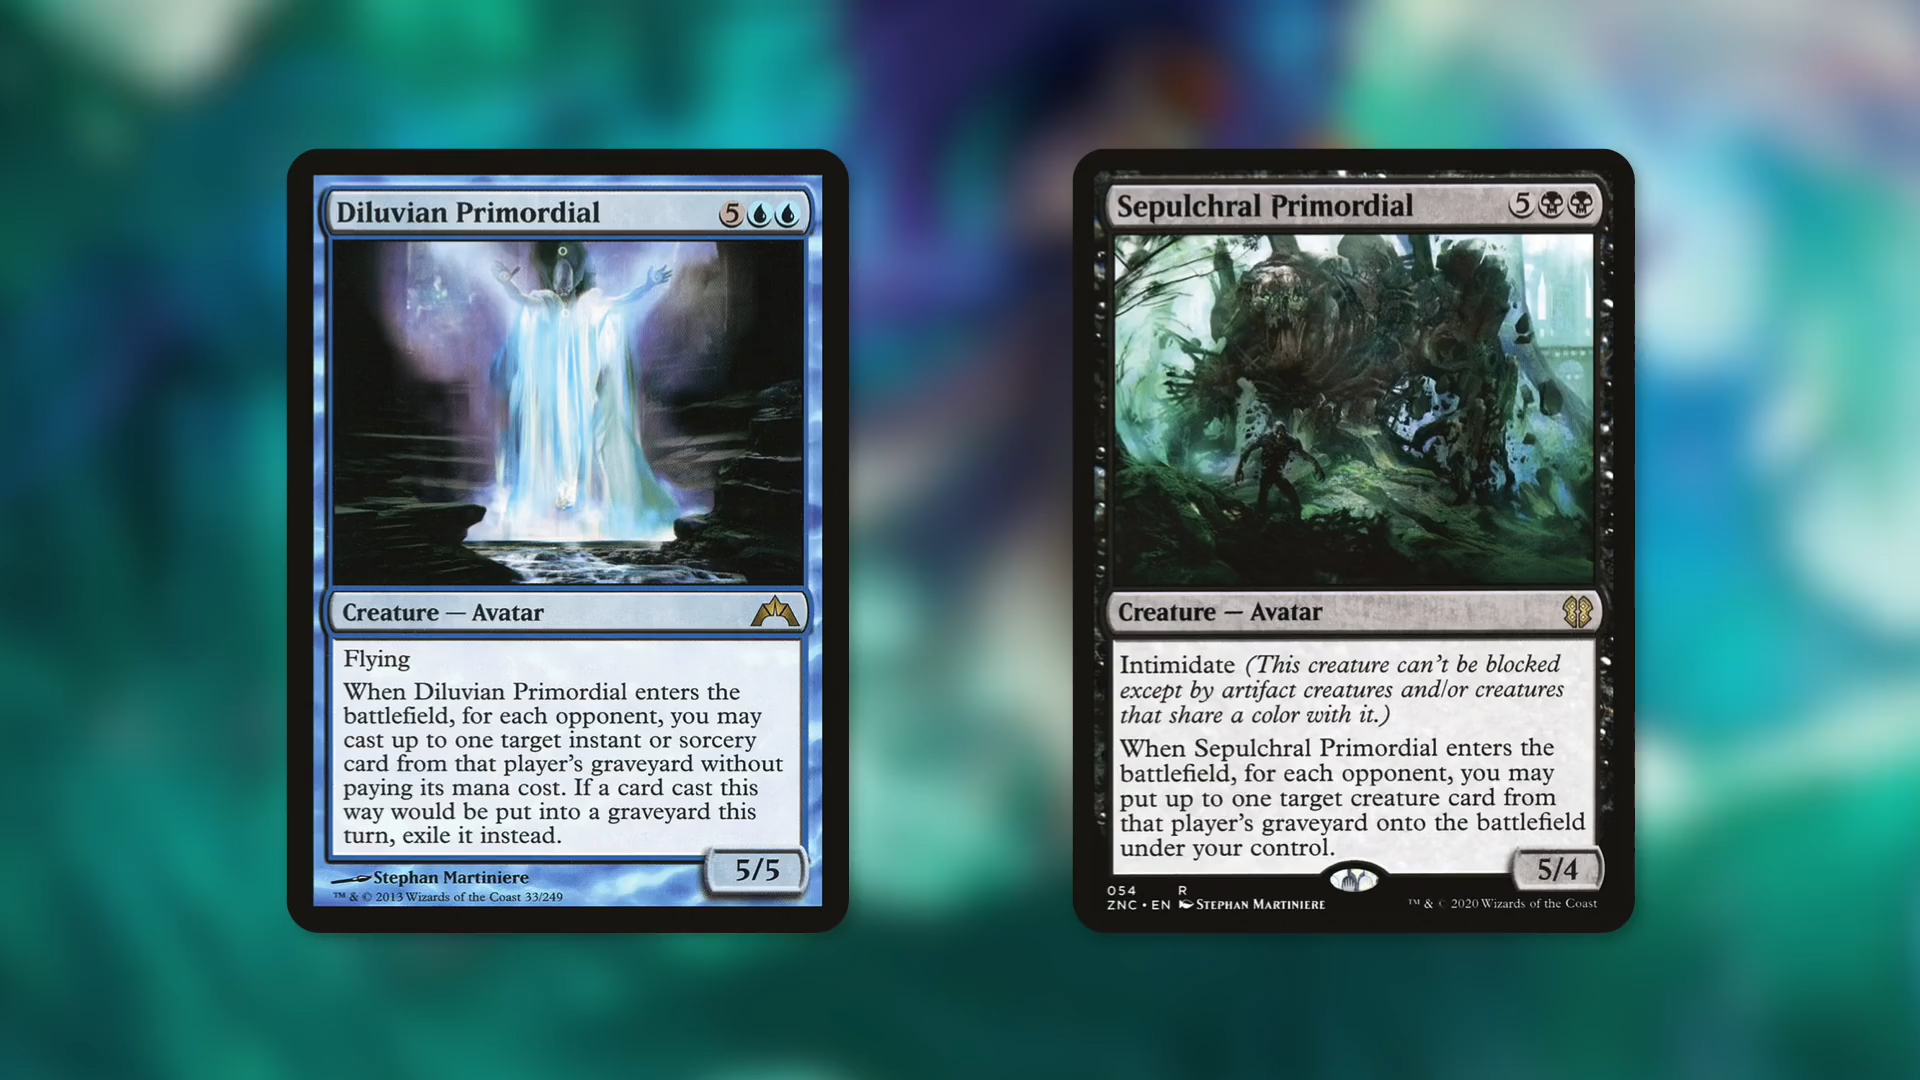 Diluvian Primordial 5
Creature — Avatar
Flying
When Diluvian Primordial enters the
battlefield, for each opponent, you may
cast up to one target instant or sorcery
card from that player's graveyard without
paying its mana cost. If a card cast this
way would be put into a graveyard this
turn, exile it instead.
5/5
Stephan Martiniere
™ & © 2013 Wizards of the Coast 33/249
Sepulchral Primordial 5
Creature — Avatar
Intimidate (This creature can't be blocked
except by artifact creatures and/or creatures
that share a color with it.)
When Sepulchral Primordial enters the
battlefield, for each opponent, you may
put up to one target creature card from
that player's graveyard onto the battlefield
under your control.
5/4
054 R
ZNC • EN Stephan Martiniere
™ & © 2020 Wizards of the Coast